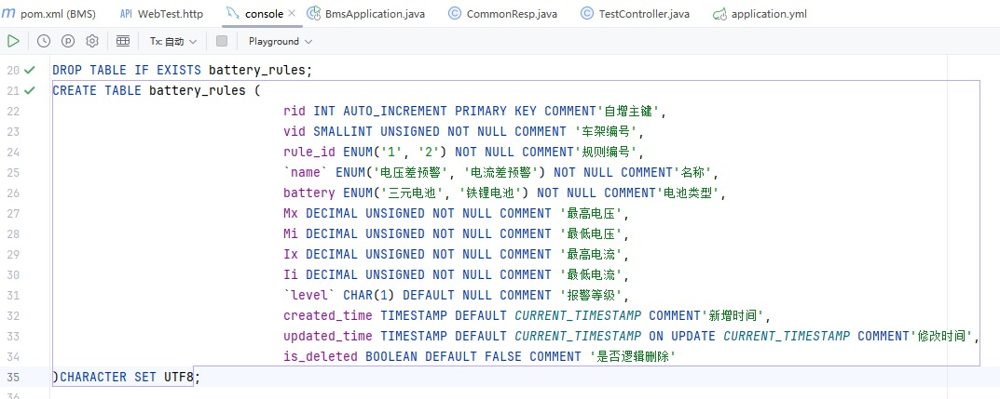 pom.xml (BMS) API WebTest.http console BmsApplication.java CommonResp.java TestController.java application.yml
Tx: 自动 Playground
20 DROP TABLE IF EXISTS battery_rules;
21 CREATE TABLE battery_rules (
22 rid INT AUTO_INCREMENT PRIMARY KEY COMMENT'自增主键',
23 vid SMALLINT UNSIGNED NOT NULL COMMENT '车架编号',
24 rule_id ENUM('1', '2') NOT NULL COMMENT '规则编号',
25 `name` ENUM('电压差预警', '电流差预警') NOT NULL COMMENT'名称',
26 battery ENUM('三元电池', '铁锂电池') NOT NULL COMMENT'电池类型',
27 Mx DECIMAL UNSIGNED NOT NULL COMMENT '最高电压',
28 Mi DECIMAL UNSIGNED NOT NULL COMMENT '最低电压',
29 Ix DECIMAL UNSIGNED NOT NULL COMMENT '最高电流',
30 Ii DECIMAL UNSIGNED NOT NULL COMMENT '最低电流',
31 `level` CHAR(1) DEFAULT NULL COMMENT '报警等级',
32 created_time TIMESTAMP DEFAULT CURRENT_TIMESTAMP COMMENT'新增时间',
33 updated_time TIMESTAMP DEFAULT CURRENT_TIMESTAMP ON UPDATE CURRENT_TIMESTAMP COMMENT'修改时间',
34 is_deleted BOOLEAN DEFAULT FALSE COMMENT '是否逻辑删除'
35 )CHARACTER SET UTF8;
36